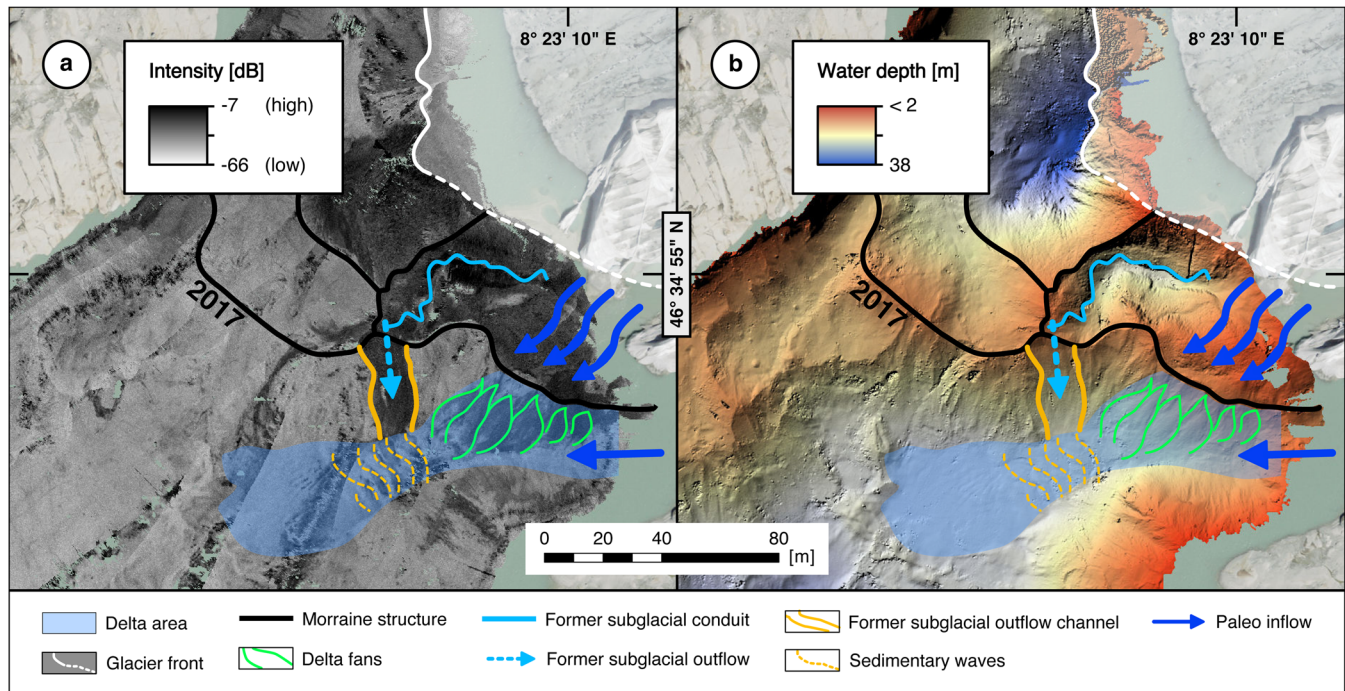 a
Intensity [dB]
-7 (high)
-66 (low)
8° 23' 10" E
2017
46° 34' 55" N
b
Water depth [m]
< 2
38
8° 23' 10" E
2017
0 20 40 80 [m]
Delta area
Morraine structure
Former subglacial conduit
Former subglacial outflow channel
Paleo inflow
Glacier front
Delta fans
Former subglacial outflow
Sedimentary waves